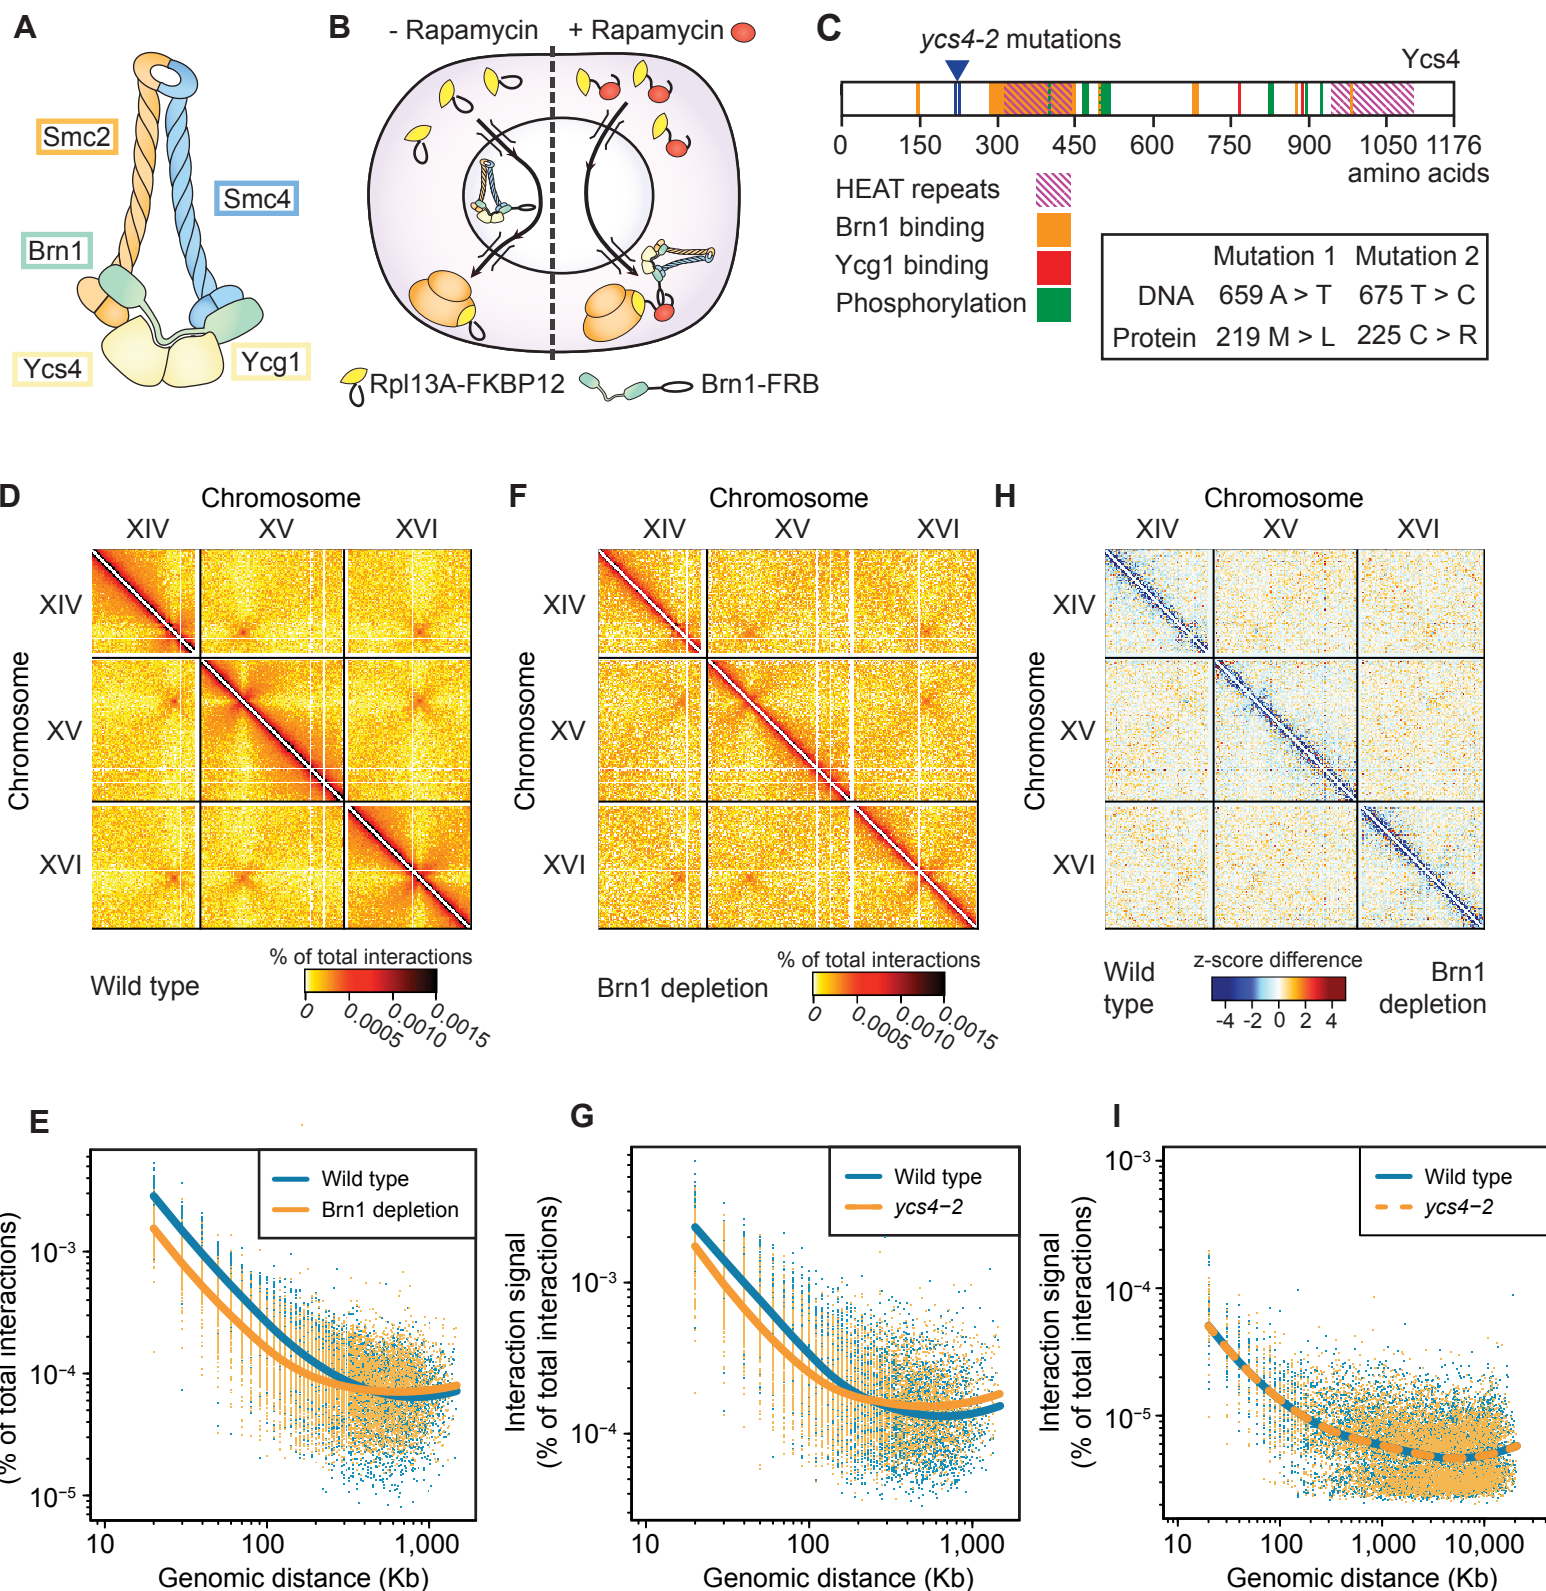 A
Smc2
Smc4
Brn1
Ycs4
Ycg1
B
- Rapamycin
+ Rapamycin
Rpl13A-FKBP12
Brn1-FRB
C
ycs4-2 mutations
Ycs4
0 150 300 450 600 750 900 1050 1176
amino acids
HEAT repeats
Brn1 binding
Ycg1 binding
Phosphorylation
Mutation 1 Mutation 2
DNA 659 A > T 675 T > C
Protein 219 M > L 225 C > R
D
Chromosome
XIV XV XVI
Chromosome
XIV
XV
XVI
Wild type
% of total interactions
0 0.0005 0.0010 0.0015
F
Chromosome
XIV XV XVI
Chromosome
XIV
XV
XVI
Brn1 depletion
% of total interactions
0 0.0005 0.0010 0.0015
H
Chromosome
XIV XV XVI
Chromosome
XIV
XV
XVI
Wild
type
z-score difference
-4 -2 0 2 4
Brn1
depletion
E
(% of total interactions)
Wild type
Brn1 depletion
10⁻³
10⁻⁴
10⁻⁵
10 100 1,000
Genomic distance (Kb)
G
Interaction signal
(% of total interactions)
Wild type
ycs4−2
10⁻³
10⁻⁴
10 100 1,000
Genomic distance (Kb)
I
Interaction signal
(% of total interactions)
Wild type
ycs4−2
10⁻³
10⁻⁴
10⁻⁵
10 100 1,000 10,000
Genomic distance (Kb)